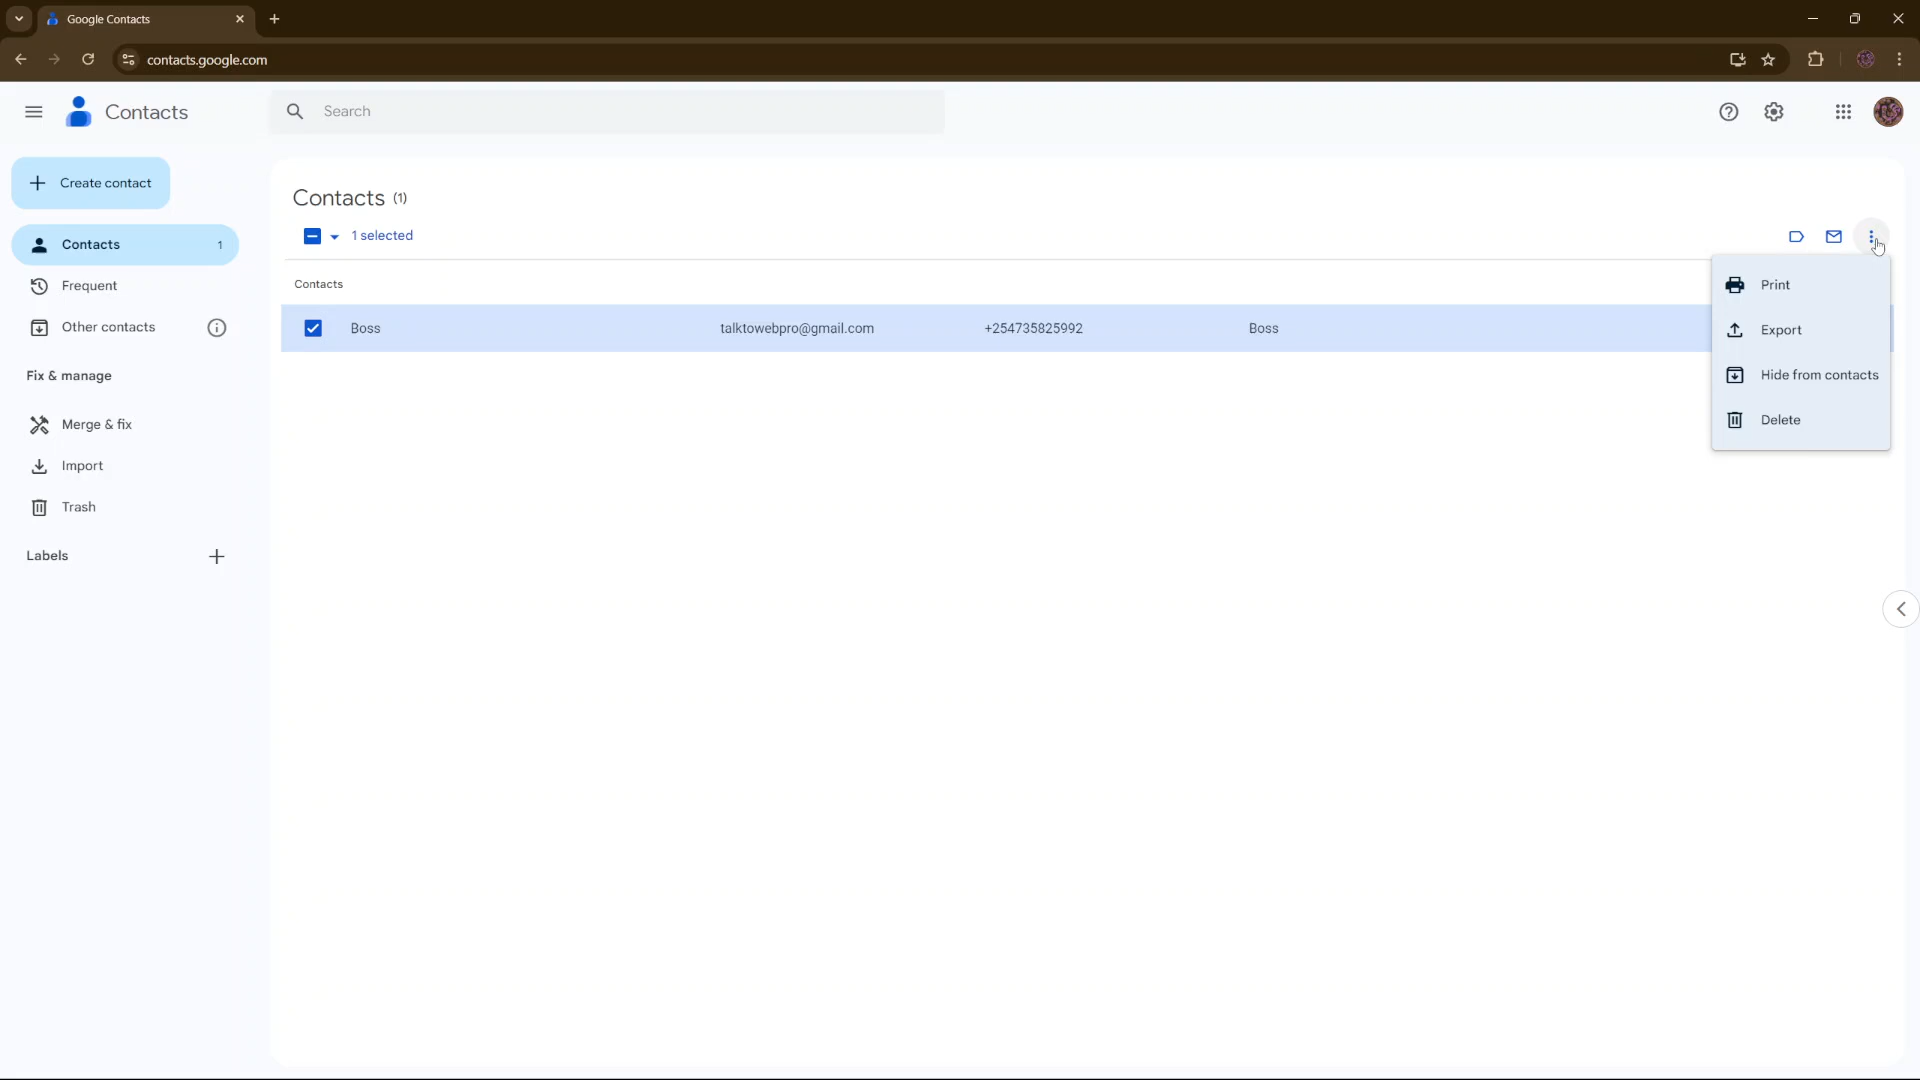 Google Contacts
contacts.google.com
Contacts
Search
Create contact
Contacts 1
Frequent
Other contacts
Fix & manage
Merge & fix
Import
Trash
Labels
Contacts (1)
1 selected
Contacts
Boss talktowebpro@gmail.com +254735825992 Boss
Print
Export
Hide from contacts
Delete